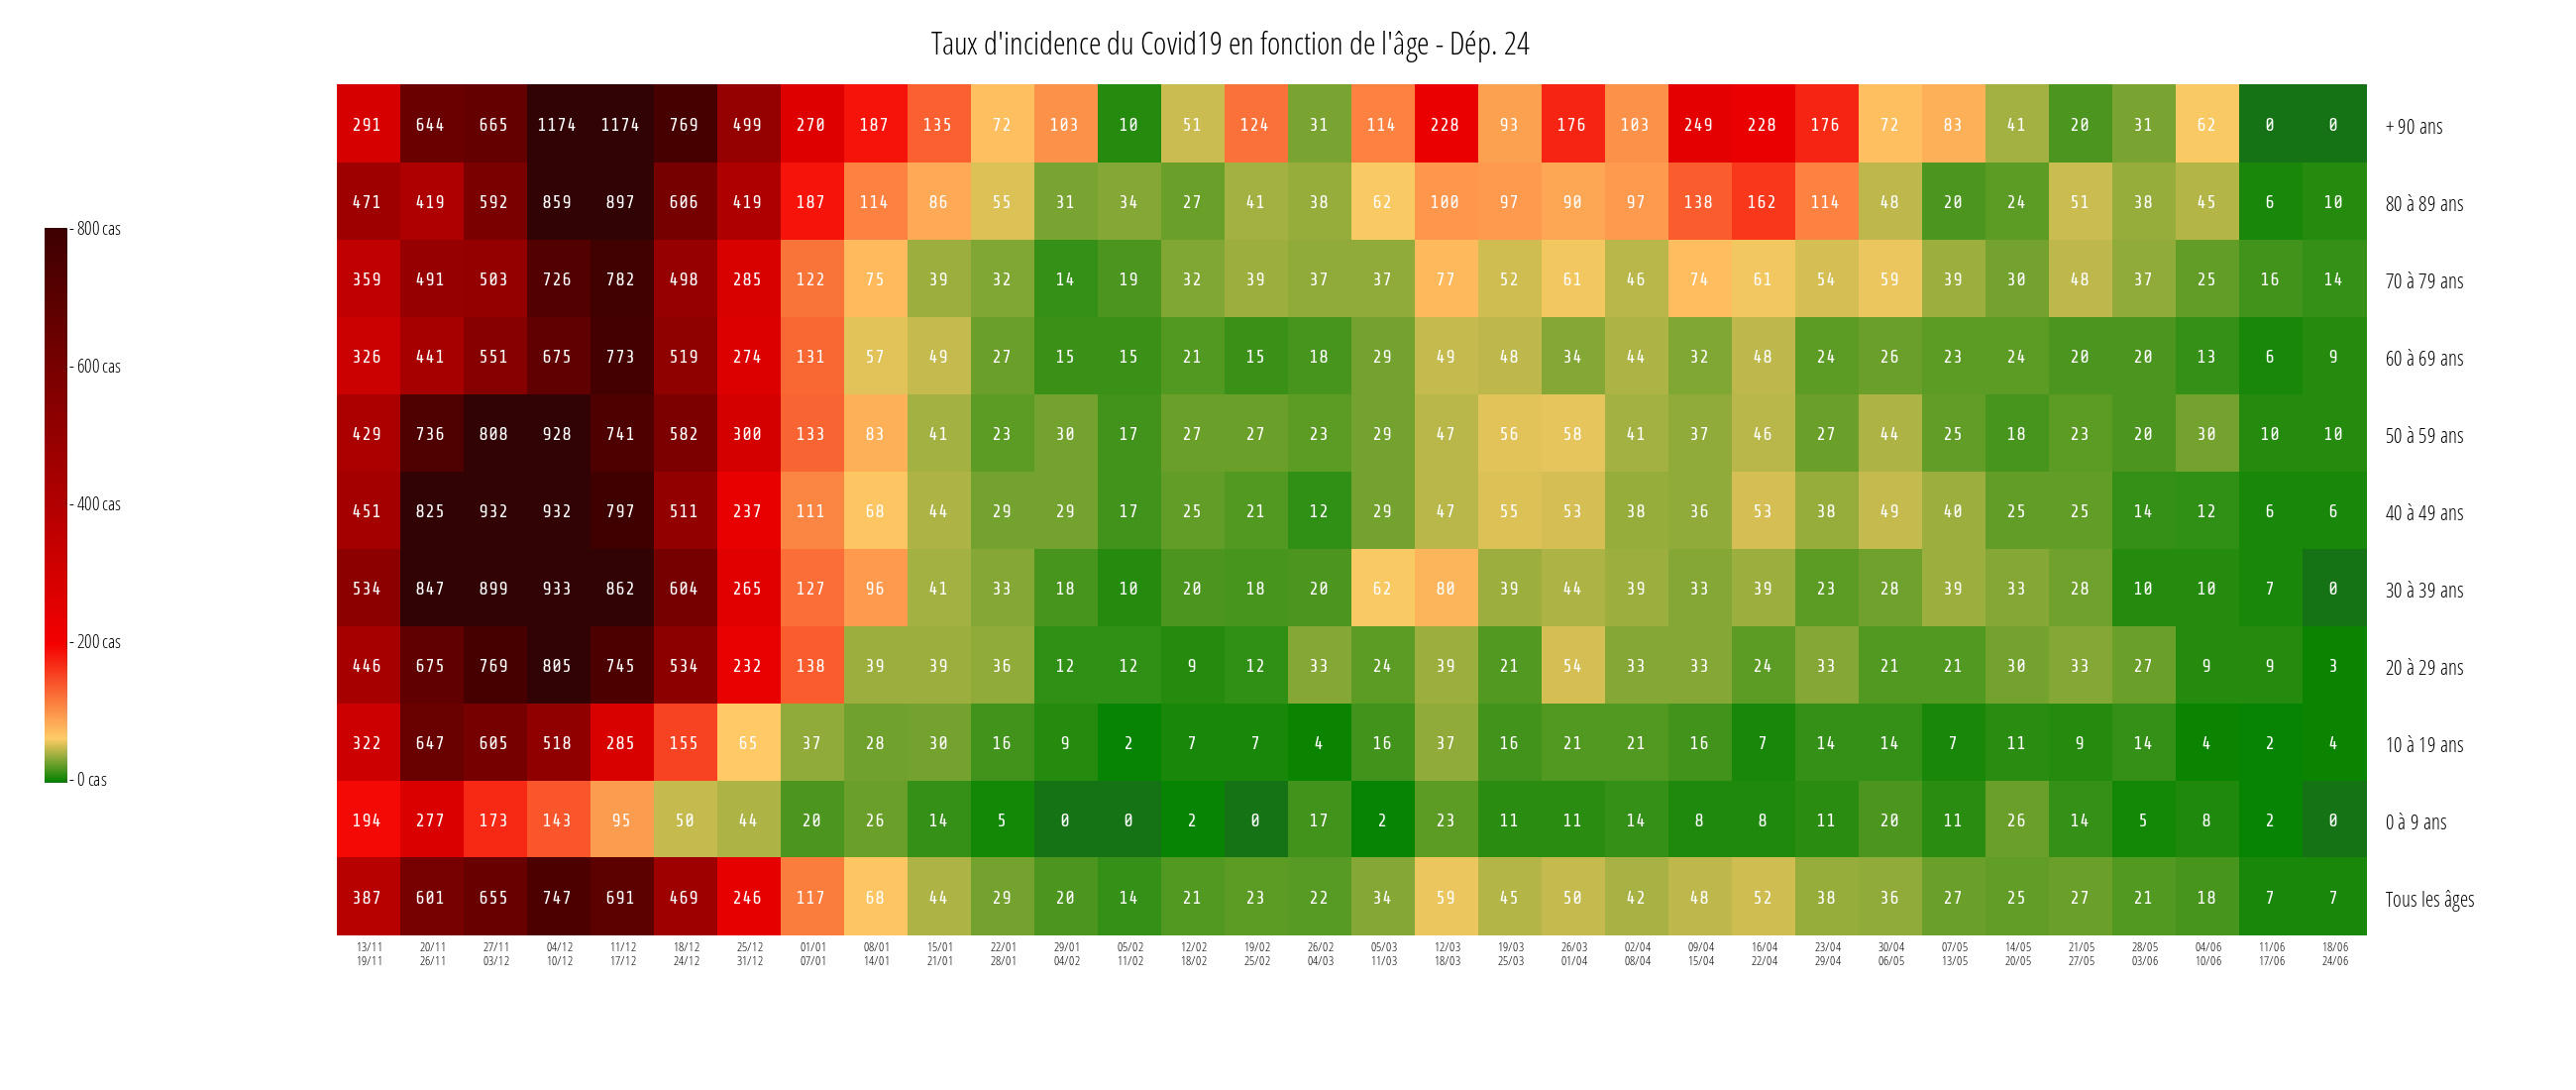 Taux d'incidence du Covid19 en fonction de l'âge - Dép. 24
- 800 cas
- 600 cas
- 400 cas
- 200 cas
- 0 cas
291 644 665 1174 1174 769 499 270 187 135 72 103 10 51 124 31 114 228 93 176 103 249 228 176 72 83 41 20 31 62 0 0 + 90 ans
471 419 592 859 897 606 419 187 114 86 55 31 34 27 41 38 62 100 97 90 97 138 162 114 48 20 24 51 38 45 6 10 80 à 89 ans
359 491 503 726 782 498 285 122 75 39 32 14 19 32 39 37 37 77 52 61 46 74 61 54 59 39 30 48 37 25 16 14 70 à 79 ans
326 441 551 675 773 519 274 131 57 49 27 15 15 21 15 18 29 49 48 34 44 32 48 24 26 23 24 20 20 13 6 9 60 à 69 ans
429 736 808 928 741 582 300 133 83 41 23 30 17 27 27 23 29 47 56 58 41 37 46 27 44 25 18 23 20 30 10 10 50 à 59 ans
451 825 932 932 797 511 237 111 68 44 29 29 17 25 21 12 29 47 55 53 38 36 53 38 49 40 25 25 14 12 6 6 40 à 49 ans
534 847 899 933 862 604 265 127 96 41 33 18 10 20 18 20 62 80 39 44 39 33 39 23 28 39 33 28 10 10 7 0 30 à 39 ans
446 675 769 805 745 534 232 138 39 39 36 12 12 9 12 33 24 39 21 54 33 33 24 33 21 21 30 33 27 9 9 3 20 à 29 ans
322 647 605 518 285 155 65 37 28 30 16 9 2 7 7 4 16 37 16 21 21 16 7 14 14 7 11 9 14 4 2 4 10 à 19 ans
194 277 173 143 95 50 44 20 26 14 5 0 0 2 0 17 2 23 11 11 14 8 8 11 20 11 26 14 5 8 2 0 0 à 9 ans
387 601 655 747 691 469 246 117 68 44 29 20 14 21 23 22 34 59 45 50 42 48 52 38 36 27 25 27 21 18 7 7 Tous les âges
13/11 20/11 27/11 04/12 11/12 18/12 25/12 01/01 08/01 15/01 22/01 29/01 05/02 12/02 19/02 26/02 05/03 12/03 19/03 26/03 02/04 09/04 16/04 23/04 30/04 07/05 14/05 21/05 28/05 04/06 11/06 18/06
19/11 26/11 03/12 10/12 17/12 24/12 31/12 07/01 14/01 21/01 28/01 04/02 11/02 18/02 25/02 04/03 11/03 18/03 25/03 01/04 08/04 15/04 22/04 29/04 06/05 13/05 20/05 27/05 03/06 10/06 17/06 24/06